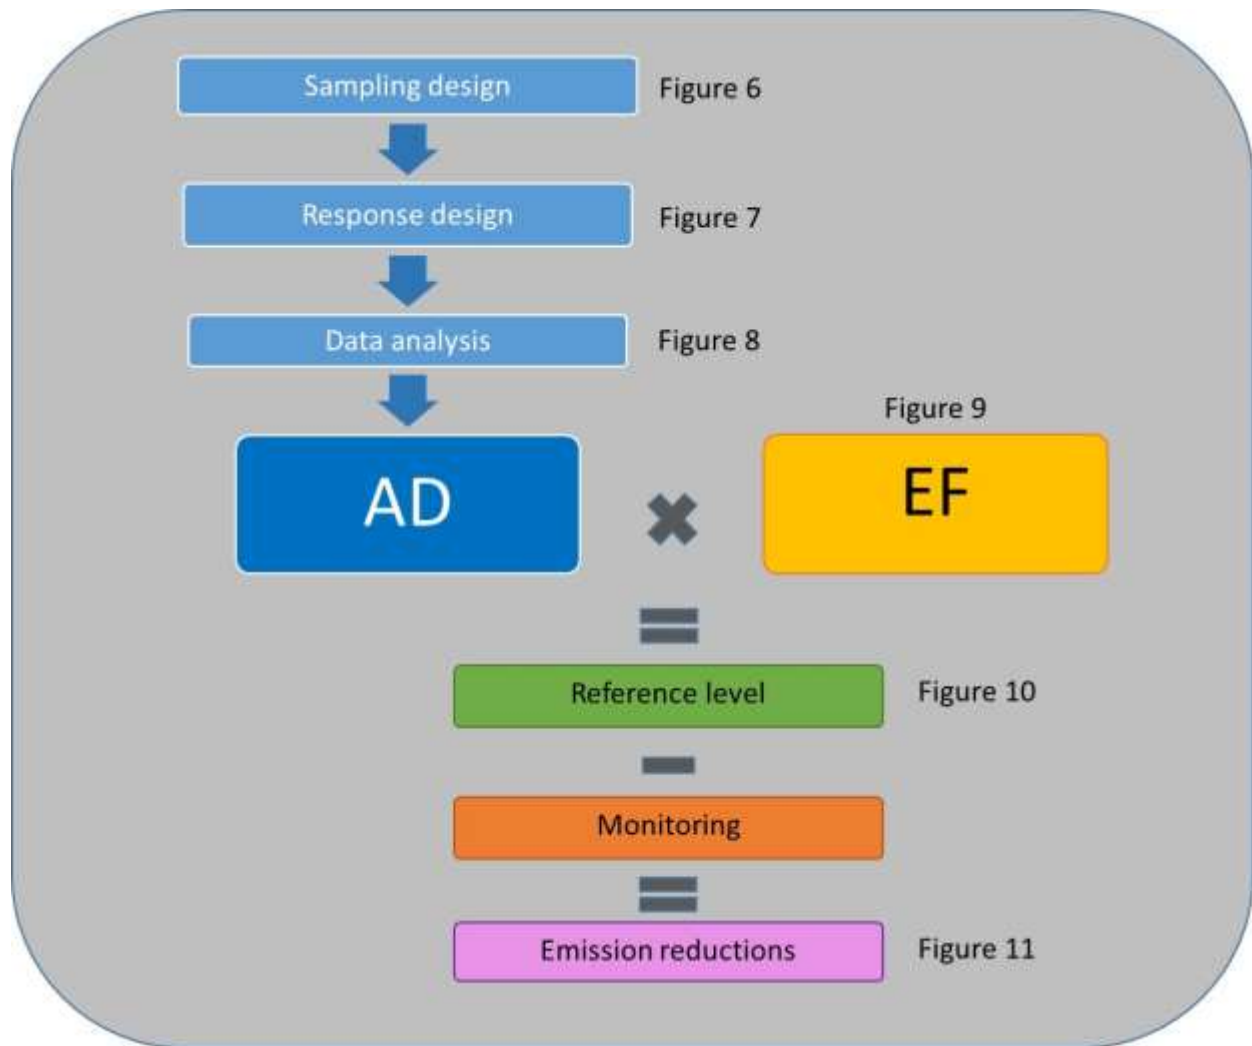 Sampling design
Figure 6
Response design
Figure 7
Data analysis
Figure 8
Figure 9
AD
EF
Reference level
Figure 10
Monitoring
Emission reductions
Figure 11